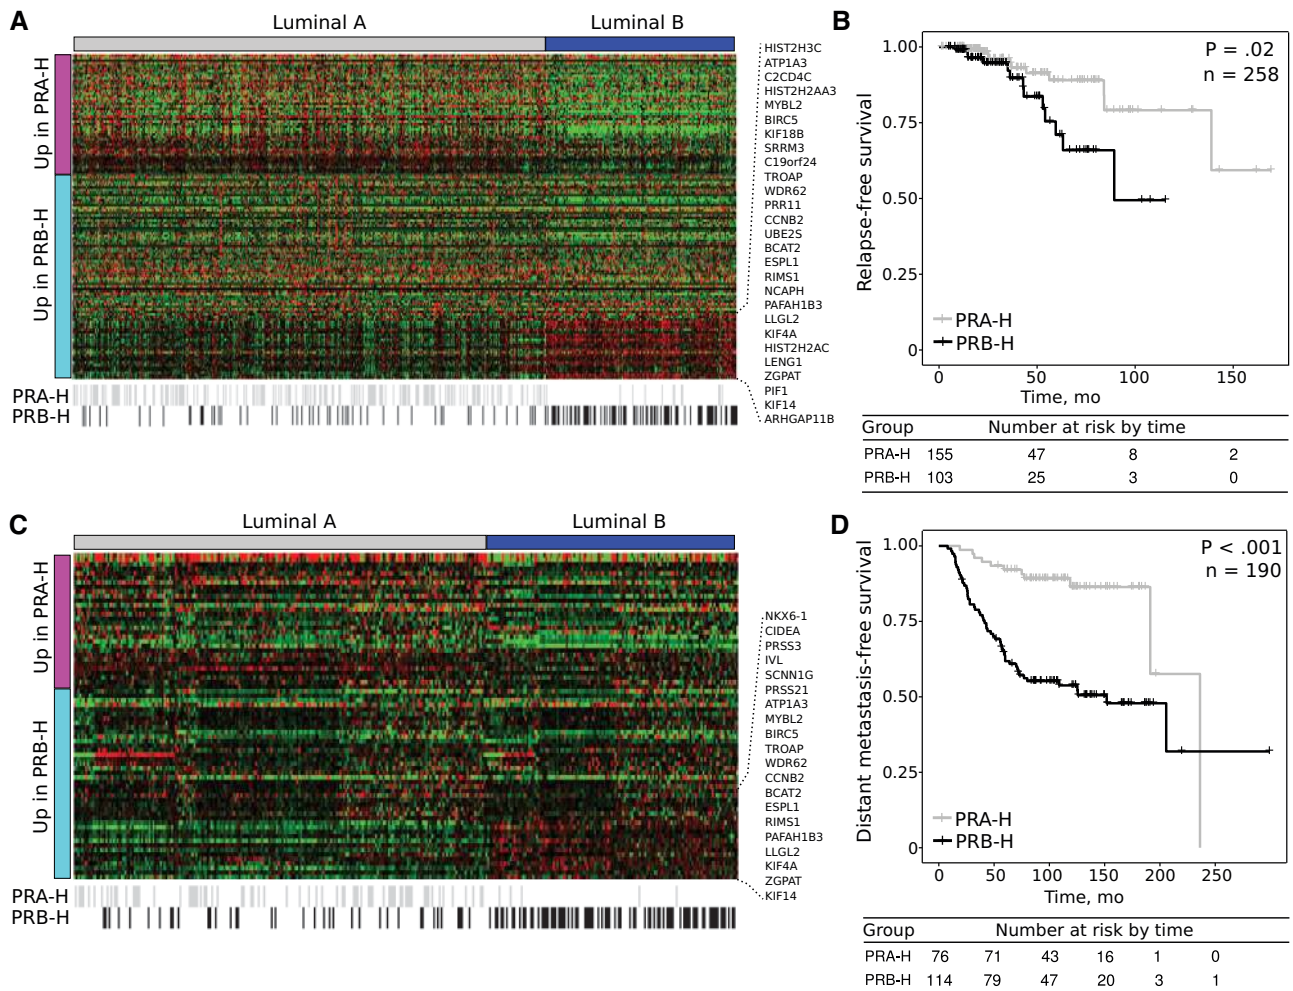 A
Luminal A
Luminal B
Up in PRA-H
Up in PRB-H
PRA-H
PRB-H
HIST2H3C
ATP1A3
C2CD4C
HIST2H2AA3
MYBL2
BIRC5
KIF18B
SRRM3
C19orf24
TROAP
WDR62
PRR11
CCNB2
UBE2S
BCAT2
ESPL1
RIMS1
NCAPH
PAFAH1B3
LLGL2
KIF4A
HIST2H2AC
LENG1
ZGPAT
PIF1
KIF14
ARHGAP11B
B
Relapse-free survival
1.00
0.75
0.50
0.25
0
P = .02
n = 258
PRA-H
PRB-H
0 50 100 150
Time, mo
Group Number at risk by time
PRA-H 155 47 8 2
PRB-H 103 25 3 0
C
Luminal A
Luminal B
Up in PRA-H
Up in PRB-H
PRA-H
PRB-H
NKX6-1
CIDEA
PRSS3
IVL
SCNN1G
PRSS21
ATP1A3
MYBL2
BIRC5
TROAP
WDR62
CCNB2
BCAT2
ESPL1
RIMS1
PAFAH1B3
LLGL2
KIF4A
ZGPAT
KIF14
D
Distant metastasis-free survival
1.00
0.75
0.50
0.25
0
P < .001
n = 190
PRA-H
PRB-H
0 50 100 150 200 250
Time, mo
Group Number at risk by time
PRA-H 76 71 43 16 1 0
PRB-H 114 79 47 20 3 1